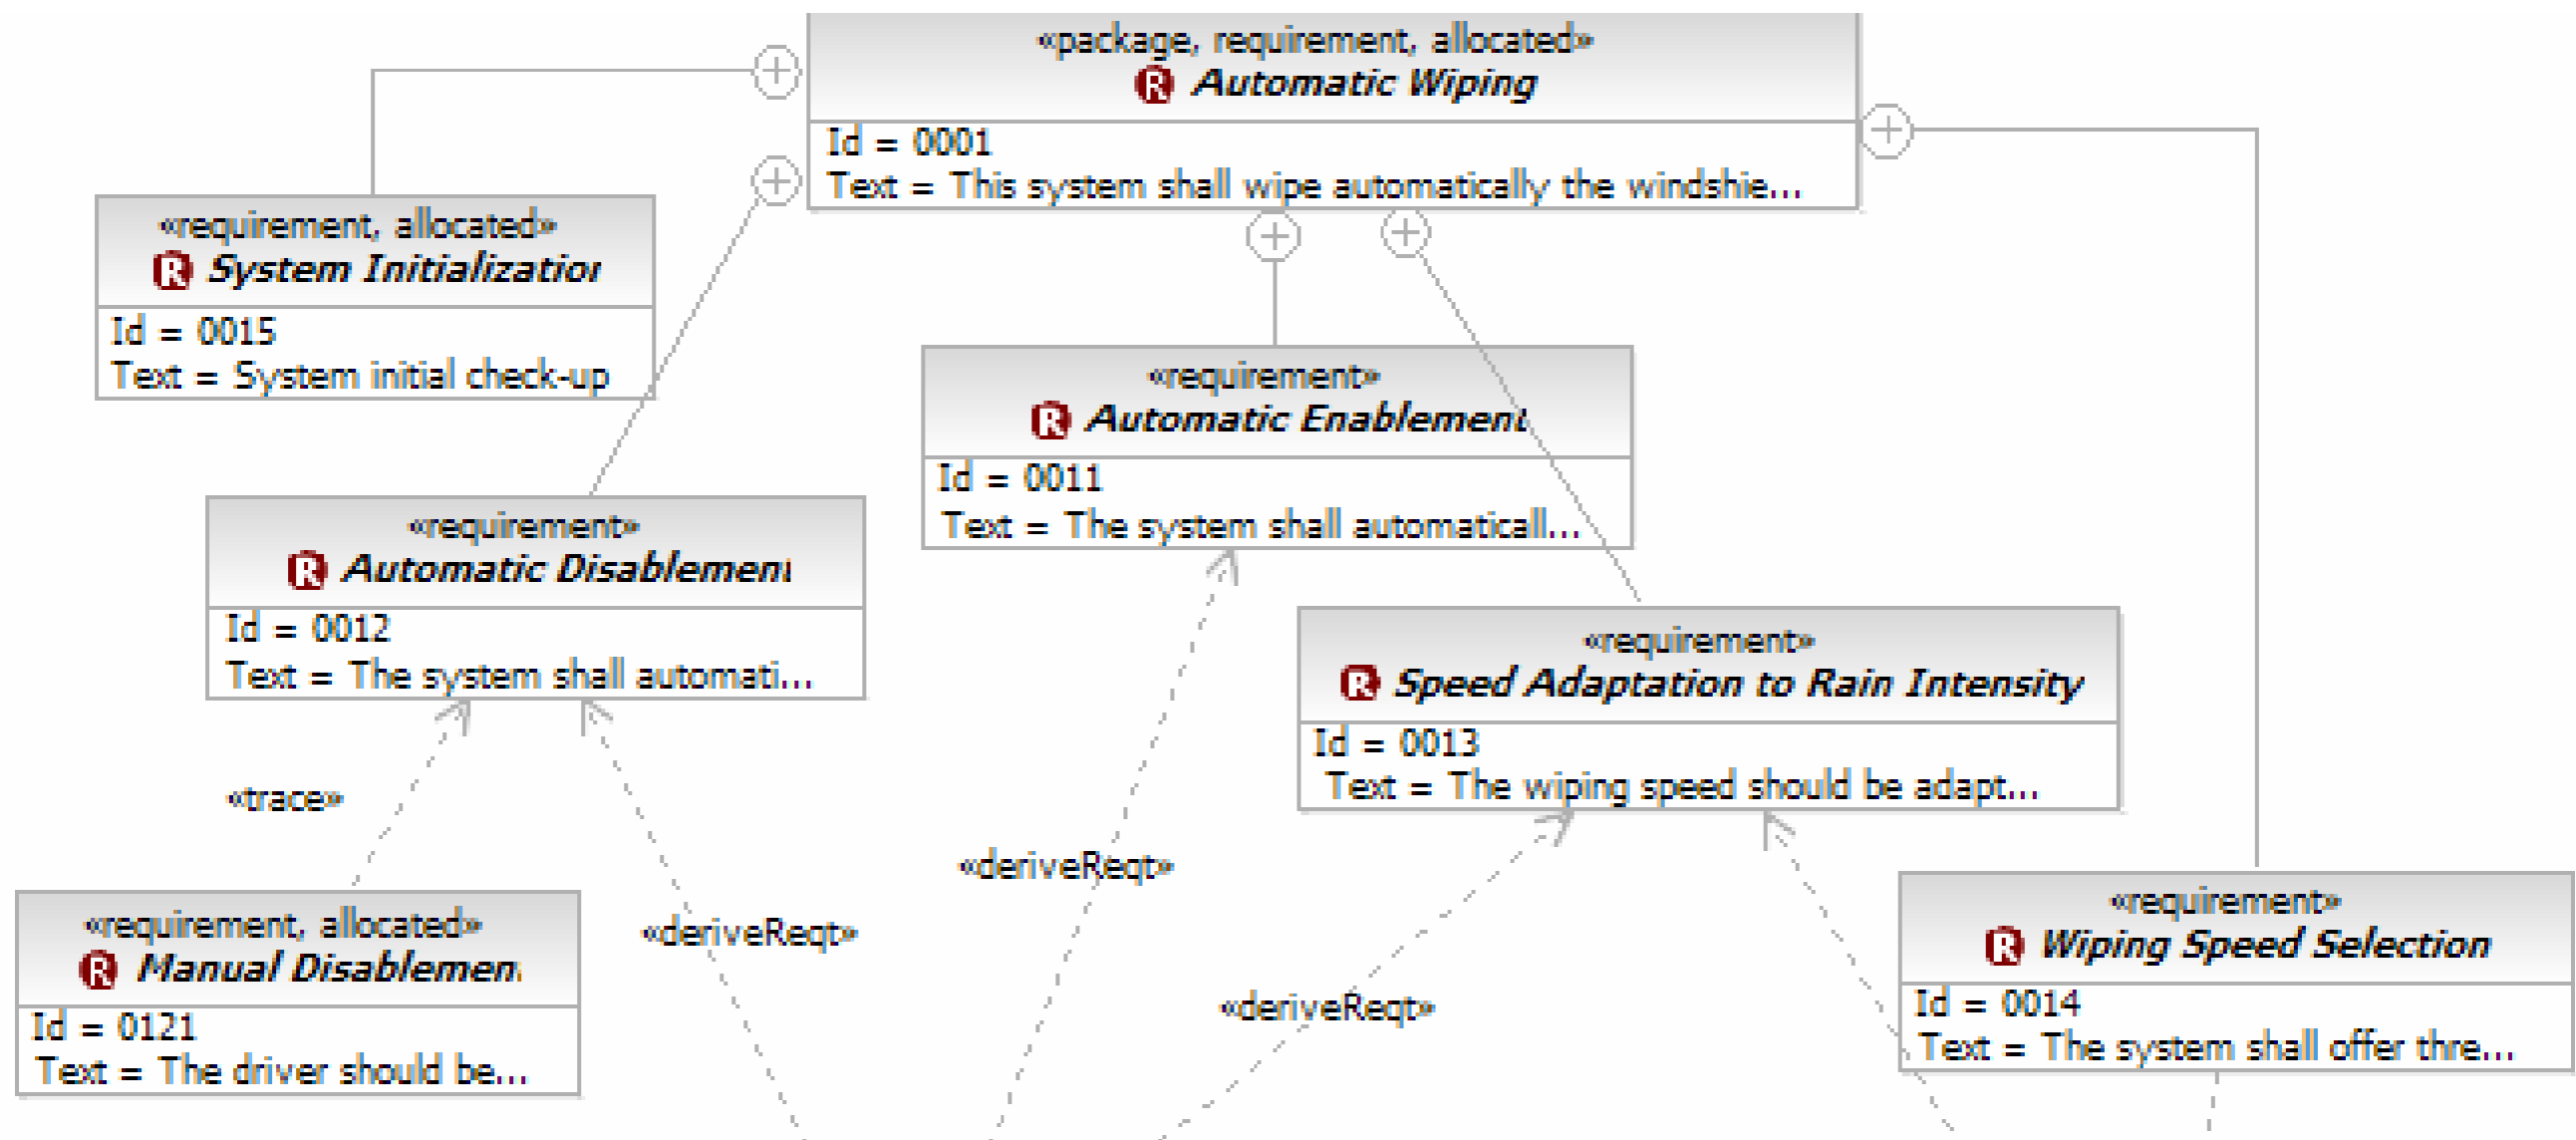 «package, requirement, allocated»
R Automatic Wiping
Id = 0001
Text = This system shall wipe automatically the windshie...
«requirement, allocated»
R System Initialization
Id = 0015
Text = System initial check-up
«requirement»
R Automatic Enablement
Id = 0011
Text = The system shall automaticall...
«requirement»
R Automatic Disablement
Id = 0012
Text = The system shall automati...
«requirement»
R Speed Adaptation to Rain Intensity
Id = 0013
Text = The wiping speed should be adapt...
«trace»
«deriveReqt»
«deriveReqt»
«deriveReqt»
«requirement, allocated»
R Manual Disablemen
Id = 0121
Text = The driver should be...
«requirement»
R Wiping Speed Selection
Id = 0014
Text = The system shall offer thre...